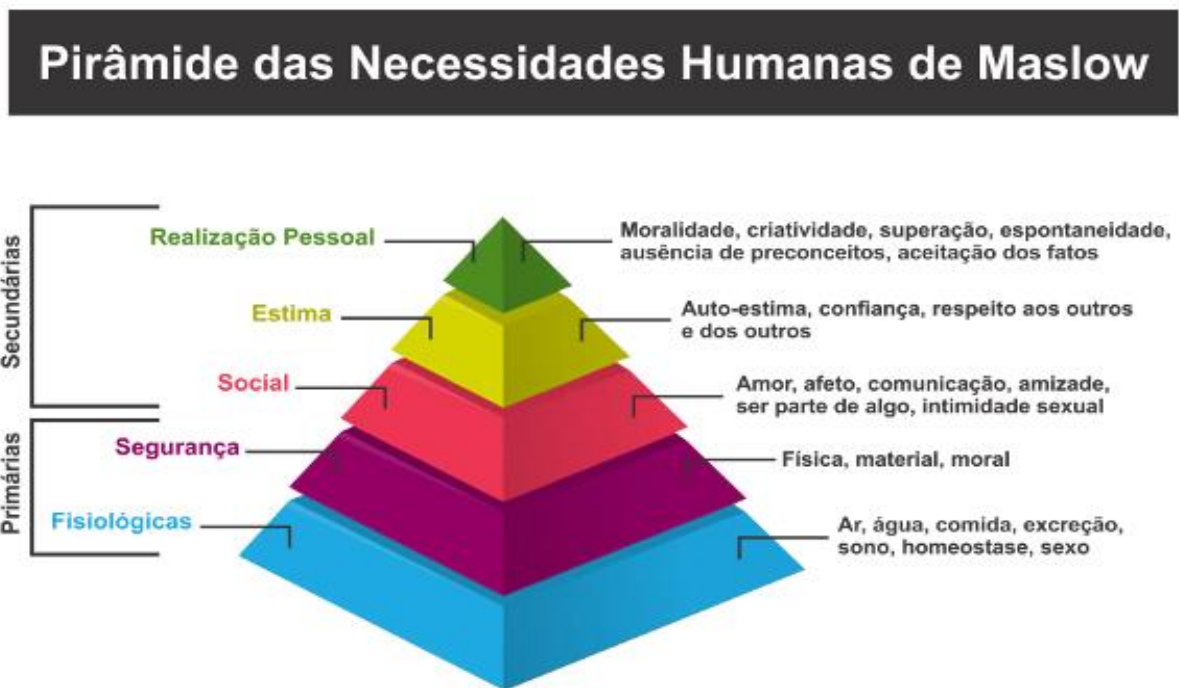 Pirâmide das Necessidades Humanas de Maslow
Secundárias
Realização Pessoal
Moralidade, criatividade, superação, espontaneidade,
ausência de preconceitos, aceitação dos fatos
Estima
Auto-estima, confiança, respeito aos outros
e dos outros
Social
Amor, afeto, comunicação, amizade,
ser parte de algo, intimidade sexual
Primárias
Segurança
Física, material, moral
Fisiológicas
Ar, água, comida, excreção,
sono, homeostase, sexo